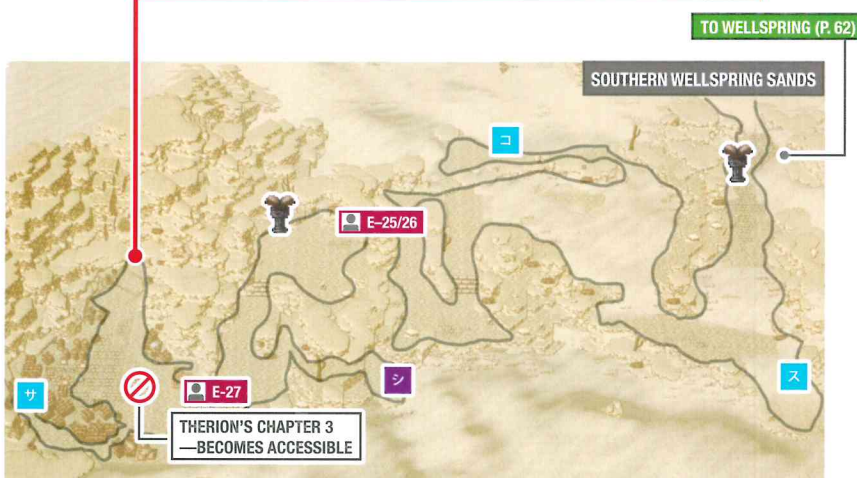 TO WELLSPRING (P. 62)
SOUTHERN WELLSPRING SANDS
コ
E–25/26
シ
ス
サ
E-27
THERION'S CHAPTER 3
—BECOMES ACCESSIBLE